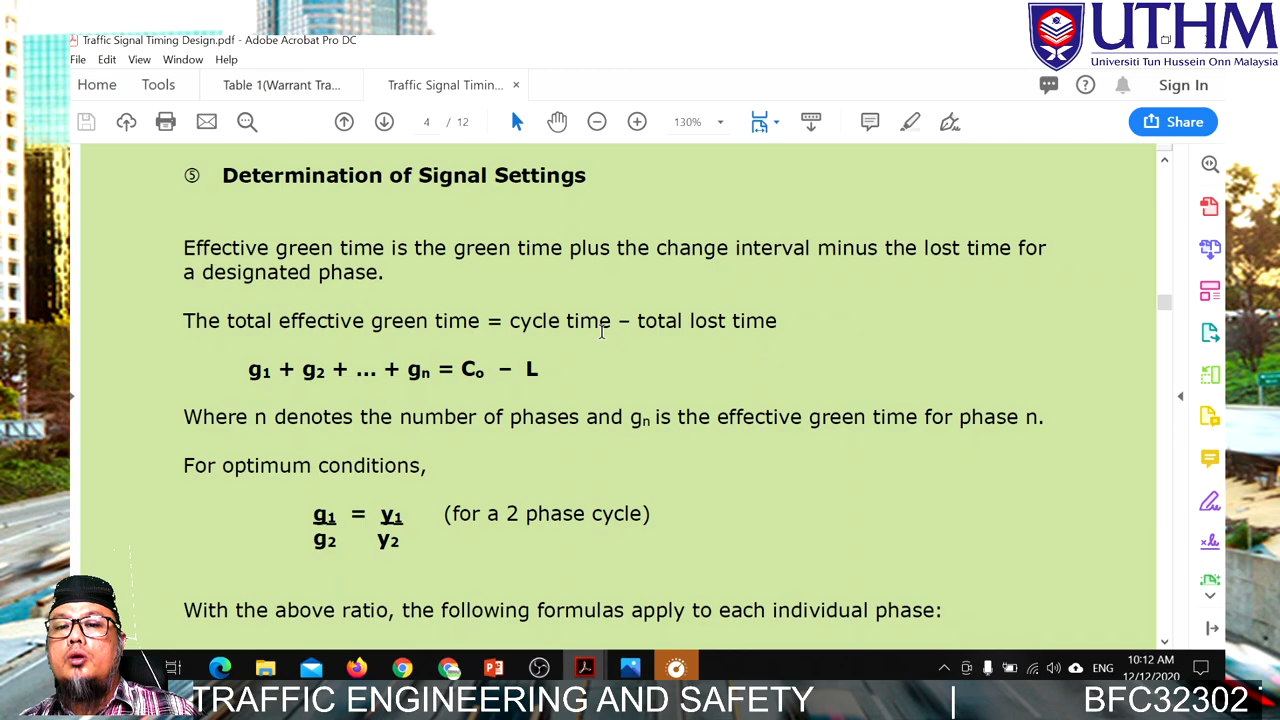 UTHM
Universiti Tun Hussein Onn Malaysia
Traffic Signal Timing Design.pdf - Adobe Acrobat Pro DC
File Edit View Window Help
Home Tools Table 1(Warrant Tra... Traffic Signal Timin... × Sign In
4 / 12 130% Share
⑤ Determination of Signal Settings
Effective green time is the green time plus the change interval minus the lost time for
a designated phase.
The total effective green time = cycle time – total lost time
g₁ + g₂ + ... + gₙ = Cₒ – L
Where n denotes the number of phases and gₙ is the effective green time for phase n.
For optimum conditions,
g₁ = y₁ (for a 2 phase cycle)
g₂ y₂
With the above ratio, the following formulas apply to each individual phase:
ENG 10:12 AM
12/12/2020
TRAFFIC ENGINEERING AND SAFETY | BFC32302